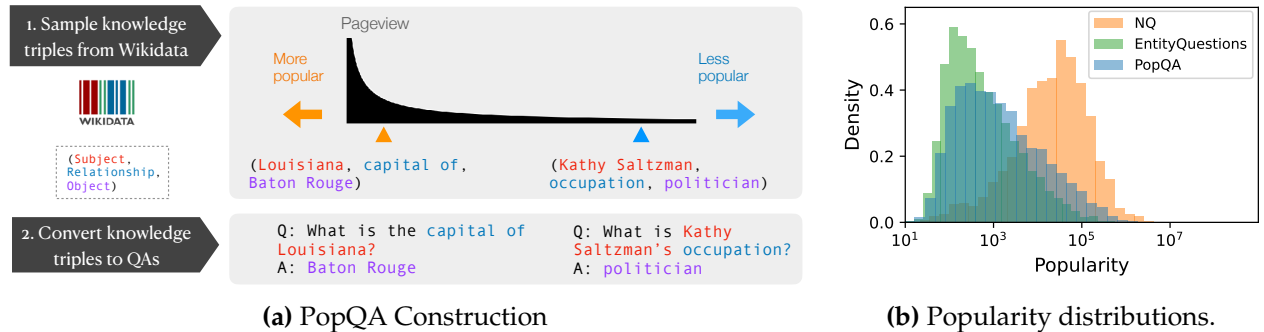 1. Sample knowledge
triples from Wikidata
WIKIDATA
(Subject,
Relationship,
Object)
Pageview
More
popular
Less
popular
(Louisiana, capital of,
Baton Rouge)
(Kathy Saltzman,
occupation, politician)
2. Convert knowledge
triples to QAs
Q: What is the capital of
Louisiana?
A: Baton Rouge
Q: What is Kathy
Saltzman's occupation?
A: politician
(a) PopQA Construction
NQ
EntityQuestions
PopQA
Density
0.6
0.4
0.2
0.0
10^1 10^3 10^5 10^7
Popularity
(b) Popularity distributions.